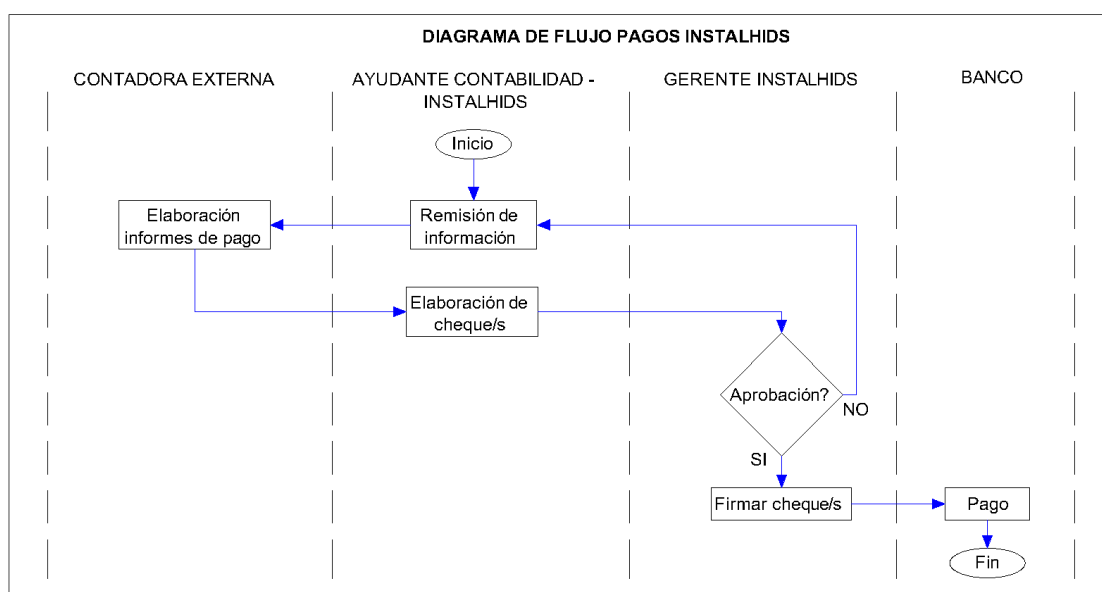 DIAGRAMA DE FLUJO PAGOS INSTALHIDS
CONTADORA EXTERNA
AYUDANTE CONTABILIDAD -
INSTALHIDS
GERENTE INSTALHIDS
BANCO
Inicio
Elaboración
informes de pago
Remisión de
información
Elaboración de
cheque/s
Aprobación?
NO
SI
Firmar cheque/s
Pago
Fin